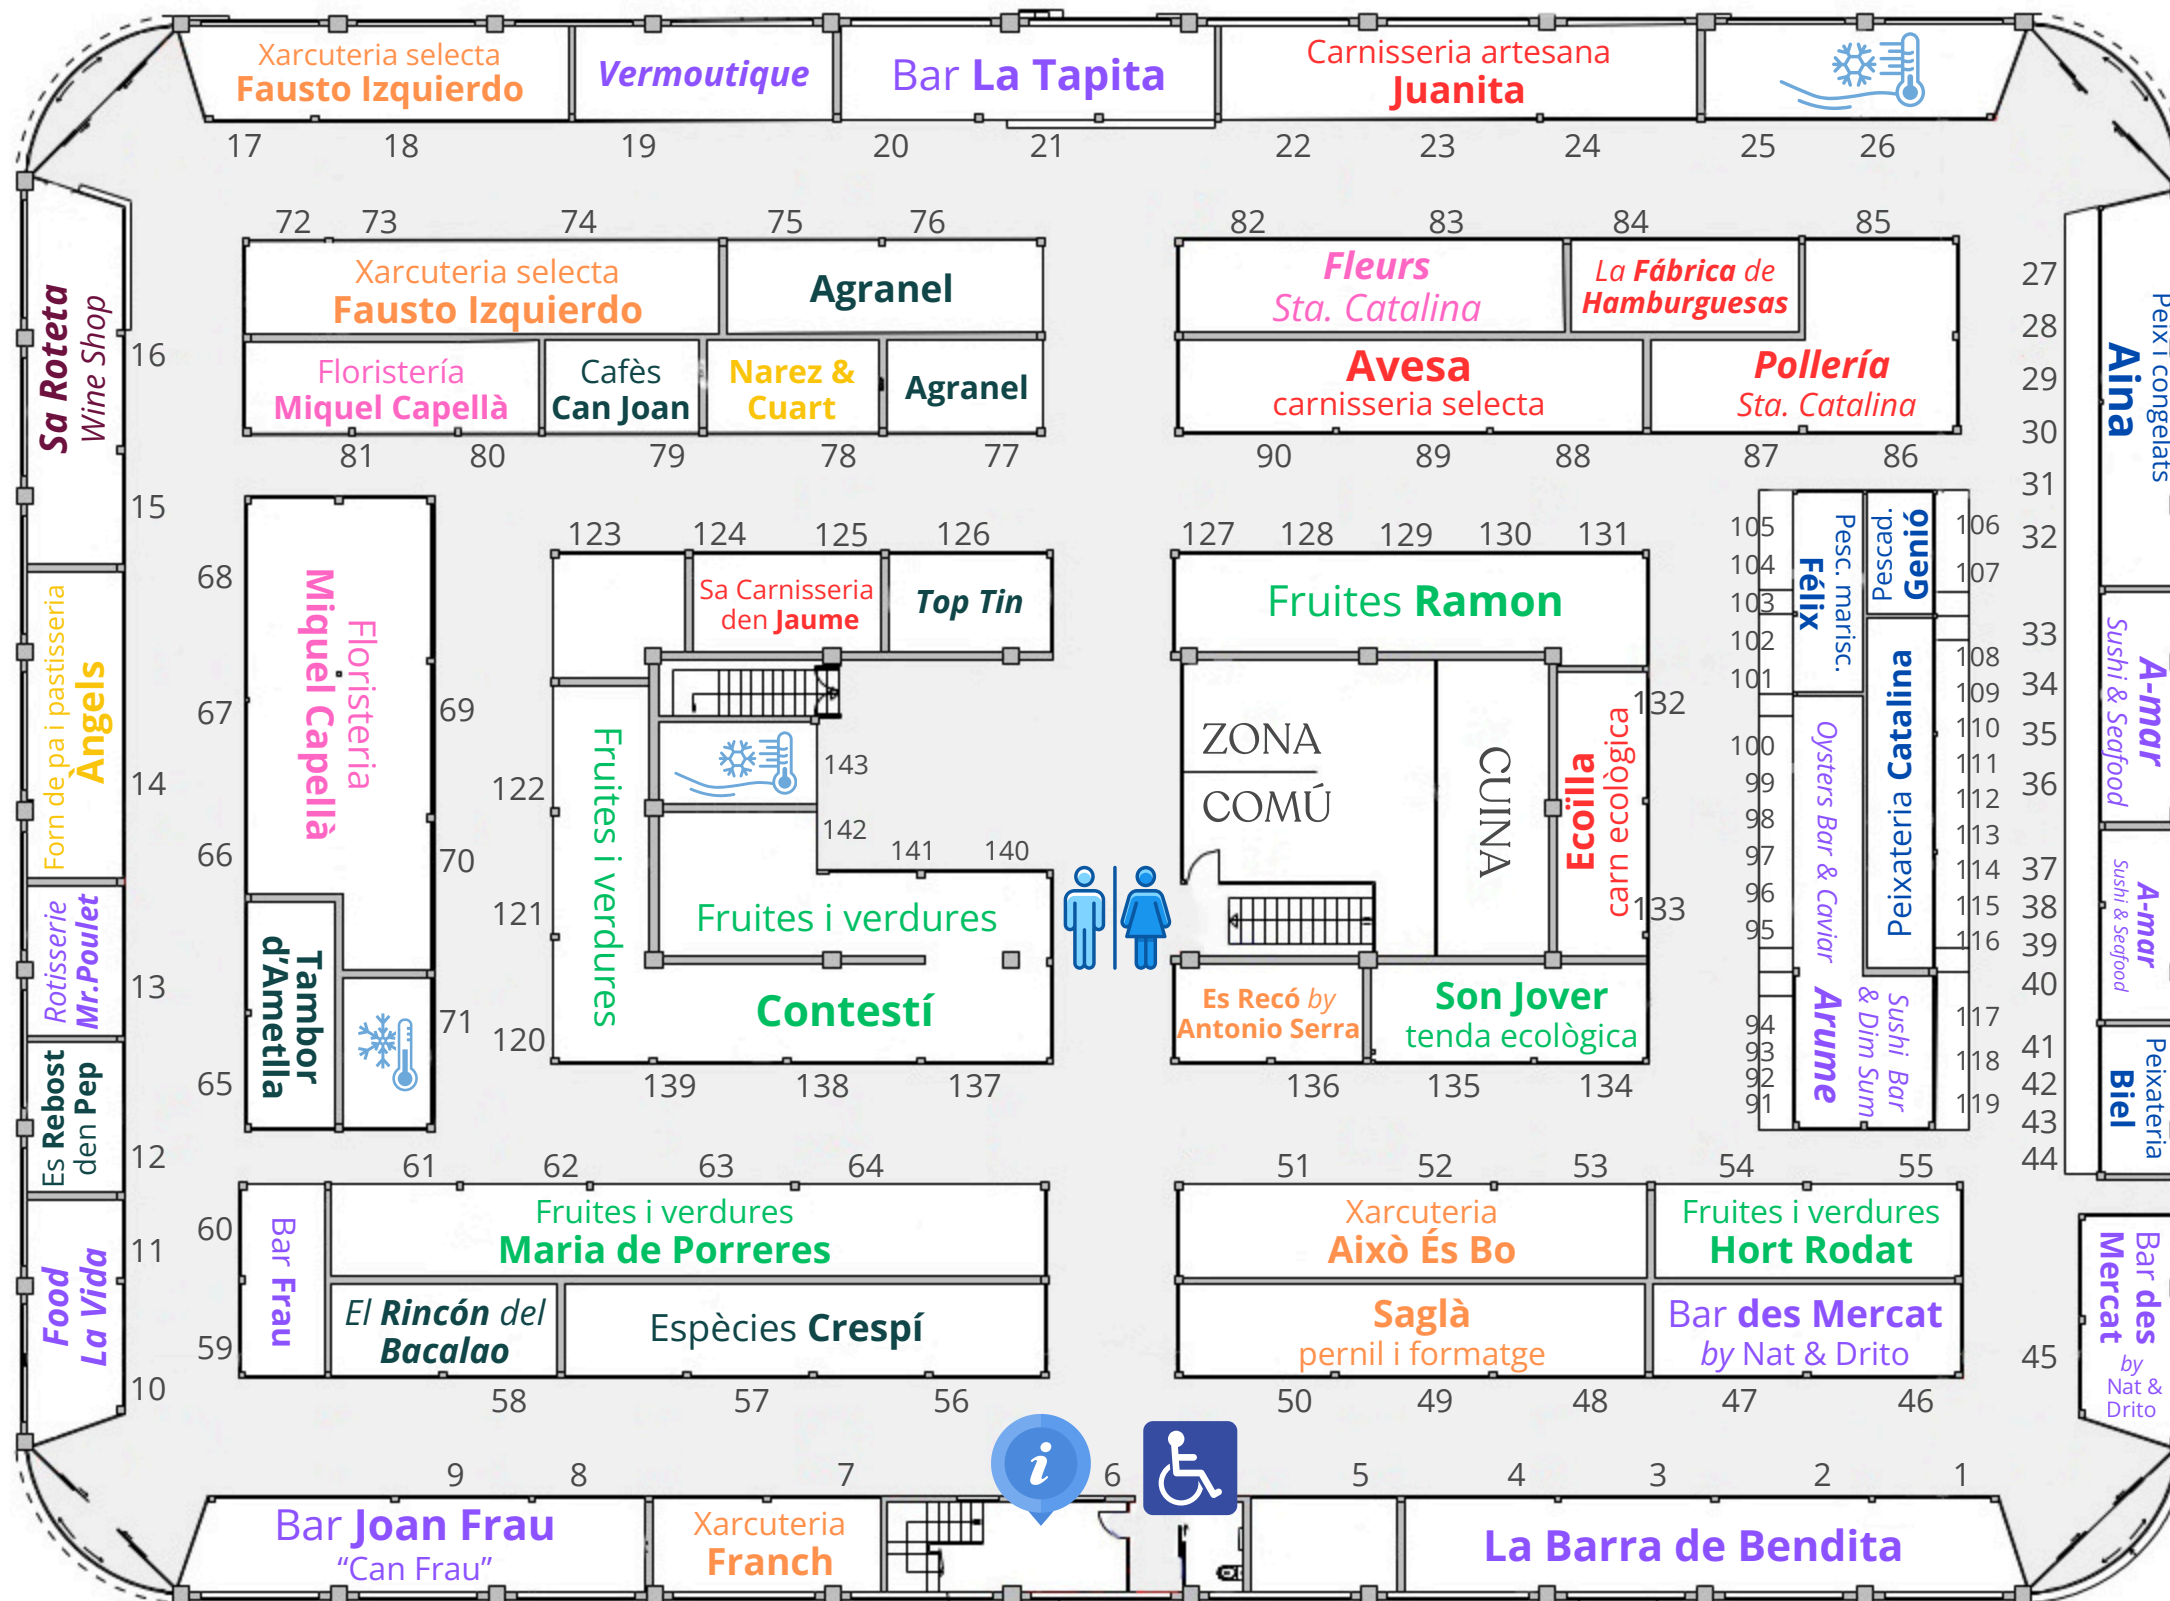 Xarcuteria selecta
Fausto Izquierdo
Vermoutique
Bar La Tapita
Carnisseria artesana
Juanita
17
18
19
20
21
22
23
24
25
26
72
73
74
75
76
82
83
84
85
Xarcuteria selecta
Fausto Izquierdo
Agranel
Fleurs
Sta. Catalina
La Fábrica de
Hamburguesas
Floristería
Miquel Capellà
Cafès
Can Joan
Narez &
Cuart
Agranel
Avesa
carnisseria selecta
Pollería
Sta. Catalina
81
80
79
78
77
90
89
88
87
86
Sa Roteta
Wine Shop
16
15
Forn de pa i pastisseria
Àngels
14
Rotisserie
Mr.Poulet
13
Es Rebost
den Pep
12
Food
La Vida
11
10
68
67
66
65
Floristeria
Miquel Capellà
69
70
71
Tambor
d'Ametlla
123
124
125
126
Sa Carnisseria
den Jaume
Top Tin
Fruites i verdures
122
121
120
143
142
141
140
Fruites i verdures
Contestí
139
138
137
127
128
129
130
131
Fruites Ramon
ZONA
COMÚ
CUINA
Ecoïlla
carn ecològica
132
133
Es Recó by
Antonio Serra
Son Jover
tenda ecològica
136
135
134
105
104
103
102
101
100
99
98
97
96
95
94
93
92
91
Pesc. marisc.
Félix
Pescad.
Genió
Peixateria Catalina
Oysters Bar & Caviar
Arume
Sushi Bar
& Dim Sum
106
107
108
109
110
111
112
113
114
115
116
117
118
119
27
28
29
30
31
32
33
34
35
36
37
38
39
40
41
42
43
44
45
Peix i congelats
Aina
A-mar
Sushi & Seafood
A-mar
Sushi & Seafood
Peixateria
Biel
Bar des
Mercat
by
Nat &
Drito
61
62
63
64
60
59
Bar Frau
Fruites i verdures
Maria de Porreres
El Rincón del
Bacalao
Espècies Crespí
58
57
56
51
52
53
54
55
Xarcuteria
Això És Bo
Fruites i verdures
Hort Rodat
Saglà
pernil i formatge
Bar des Mercat
by Nat & Drito
50
49
48
47
46
i
9
8
7
6
5
4
3
2
1
Bar Joan Frau
“Can Frau”
Xarcuteria
Franch
La Barra de Bendita